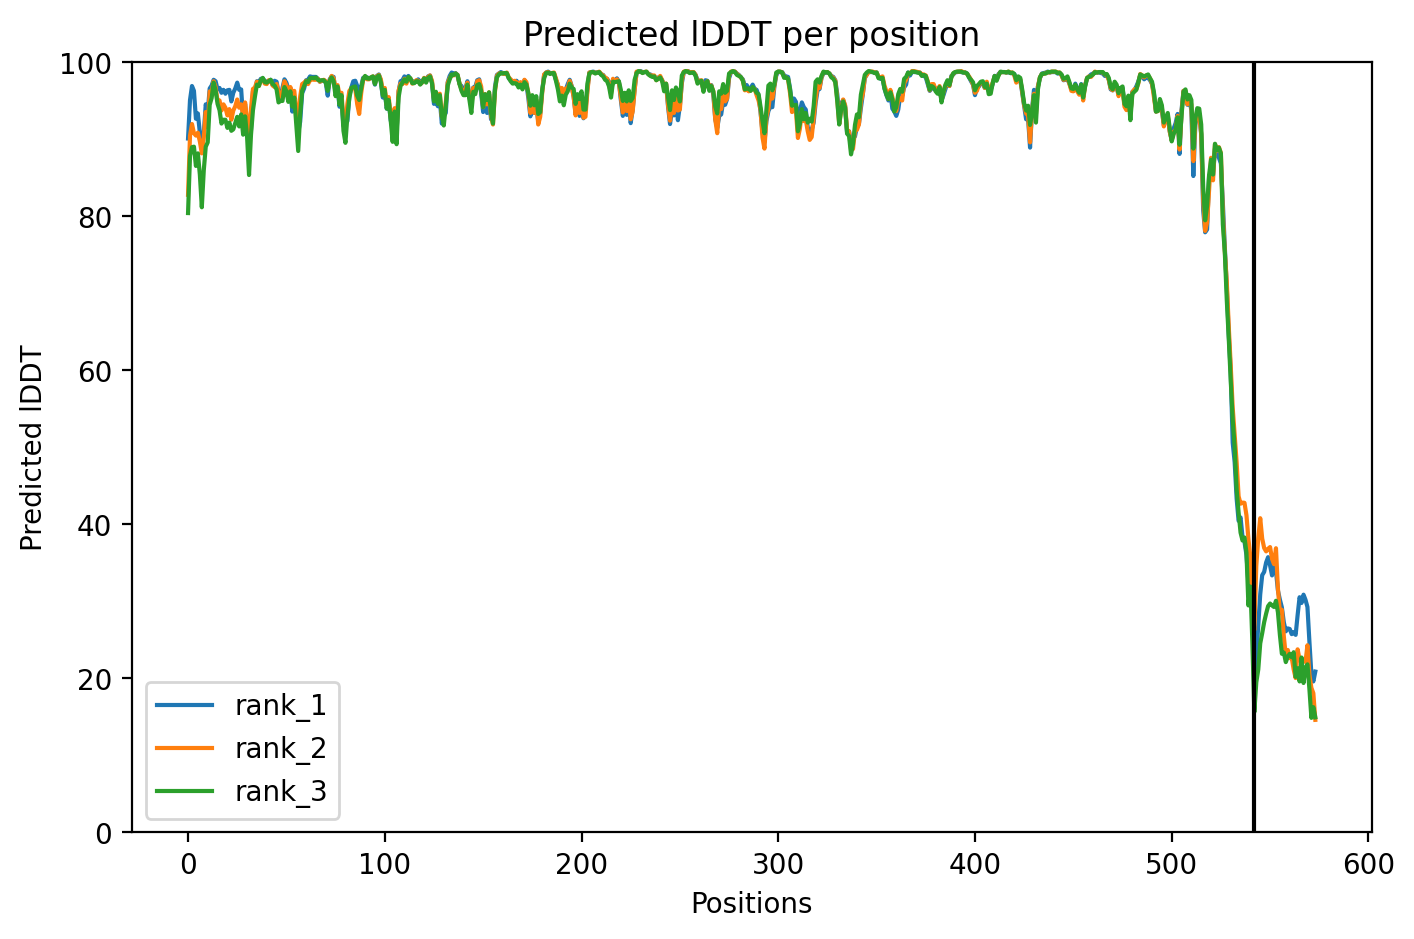 Predicted lDDT per position
100
80
60
40
20
0
Predicted lDDT
rank_1
rank_2
rank_3
0 100 200 300 400 500 600
Positions